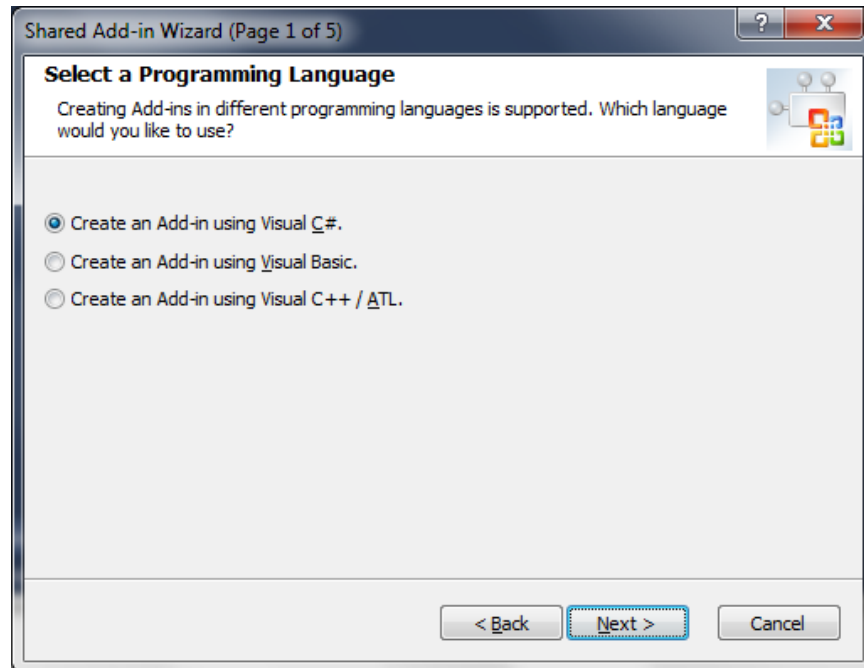 Shared Add-in Wizard (Page 1 of 5)
?
X
Select a Programming Language
Creating Add-ins in different programming languages is supported. Which language
would you like to use?
Create an Add-in using Visual C#.
Create an Add-in using Visual Basic.
Create an Add-in using Visual C++ / ATL.
< Back
Next >
Cancel